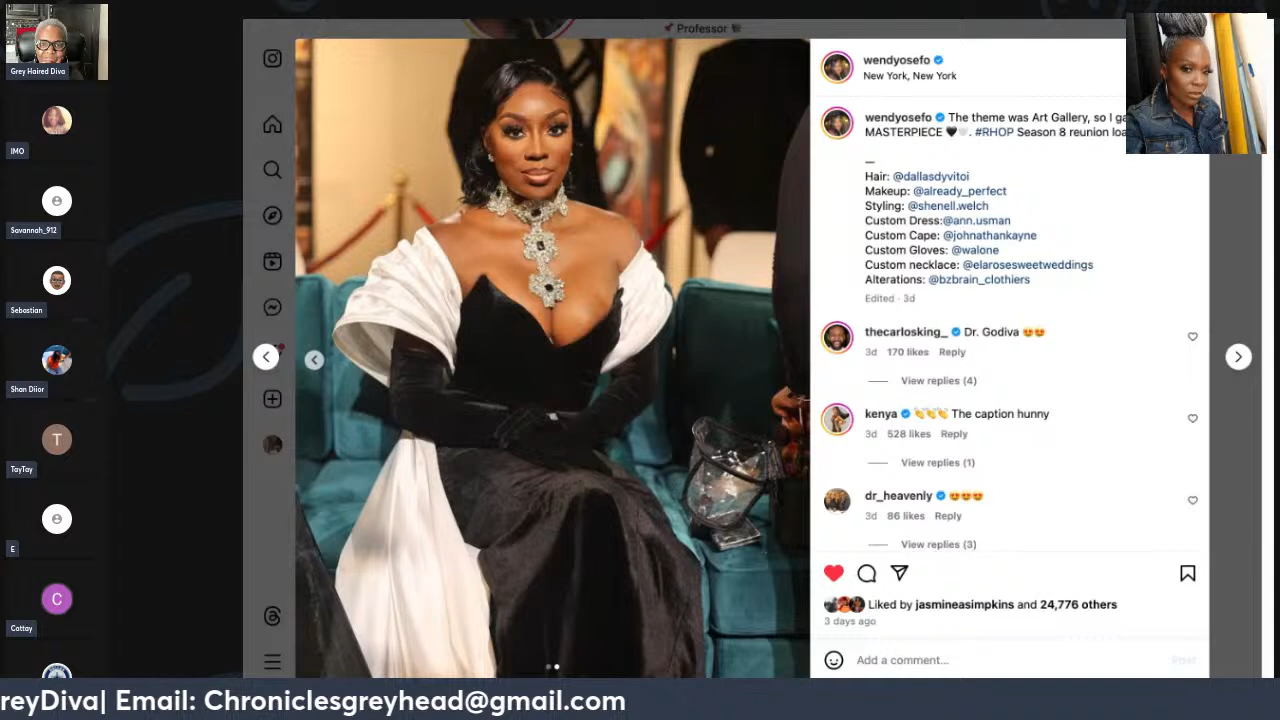 Grey Haired Diva
IMO
Savannah_912
Sebastian
Shan Diior
T
TayTay
E
C
Cattay
Professor
wendyosefo
New York, New York
wendyosefo The theme was Art Gallery, so I ga
MASTERPIECE 🖤🤍. #RHOP Season 8 reunion loa
—
Hair: @dallasdyvitoi
Makeup: @already_perfect
Styling: @shenell.welch
Custom Dress:@ann.usman
Custom Cape: @johnathankayne
Custom Gloves: @walone
Custom necklace: @elarosesweetweddings
Alterations: @bzbrain_clothiers
Edited · 3d
thecarlosking_ Dr. Godiva 😍😍
3d 170 likes Reply
View replies (4)
kenya 👏👏👏 The caption hunny
3d 528 likes Reply
View replies (1)
dr_heavenly 😍😍😍
3d 86 likes Reply
View replies (3)
Liked by jasmineasimpkins and 24,776 others
3 days ago
Add a comment...
Post
reyDiva| Email: Chroniclesgreyhead@gmail.com